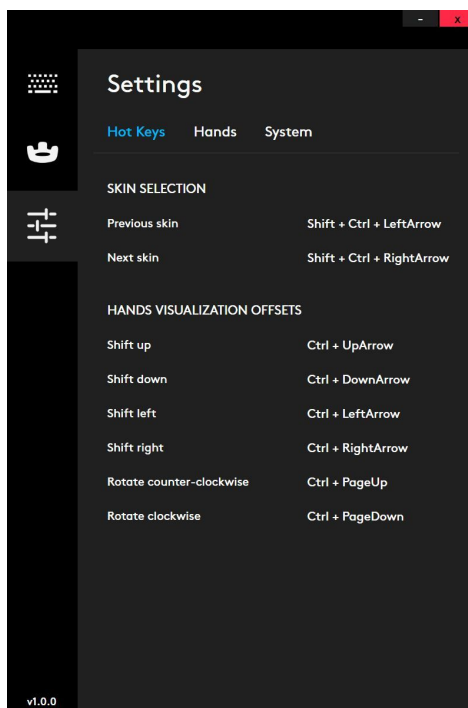 - x
Settings
Hot Keys Hands System
SKIN SELECTION
Previous skin Shift + Ctrl + LeftArrow
Next skin Shift + Ctrl + RightArrow
HANDS VISUALIZATION OFFSETS
Shift up Ctrl + UpArrow
Shift down Ctrl + DownArrow
Shift left Ctrl + LeftArrow
Shift right Ctrl + RightArrow
Rotate counter-clockwise Ctrl + PageUp
Rotate clockwise Ctrl + PageDown
v1.0.0